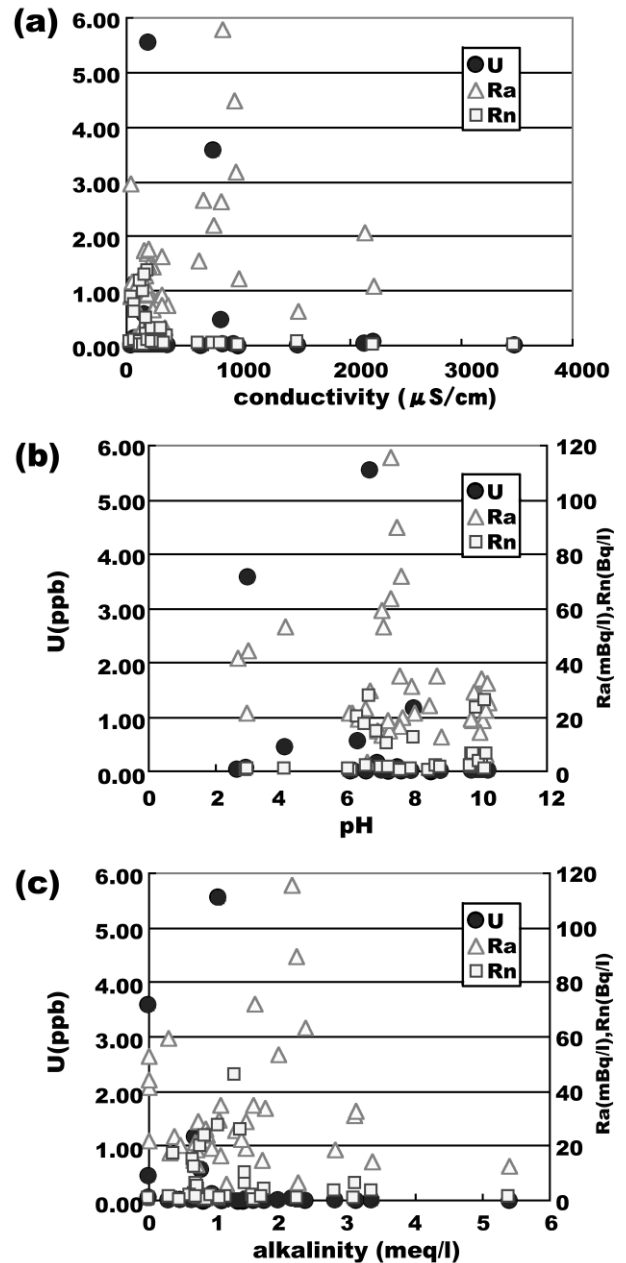 (a)
6.00
5.00
4.00
3.00
2.00
1.00
0.00
U
Ra
Rn
0 1000 2000 3000 4000
conductivity (μS/cm)
(b)
U(ppb)
6.00
5.00
4.00
3.00
2.00
1.00
0.00
U
Ra
Rn
120
100
80
60
40
20
0
Ra(mBq/l),Rn(Bq/l)
0 2 4 6 8 10 12
pH
(c)
U(ppb)
6.00
5.00
4.00
3.00
2.00
1.00
0.00
U
Ra
Rn
120
100
80
60
40
20
0
Ra(mBq/l),Rn(Bq/l)
0 1 2 3 4 5 6
alkalinity (meq/l)